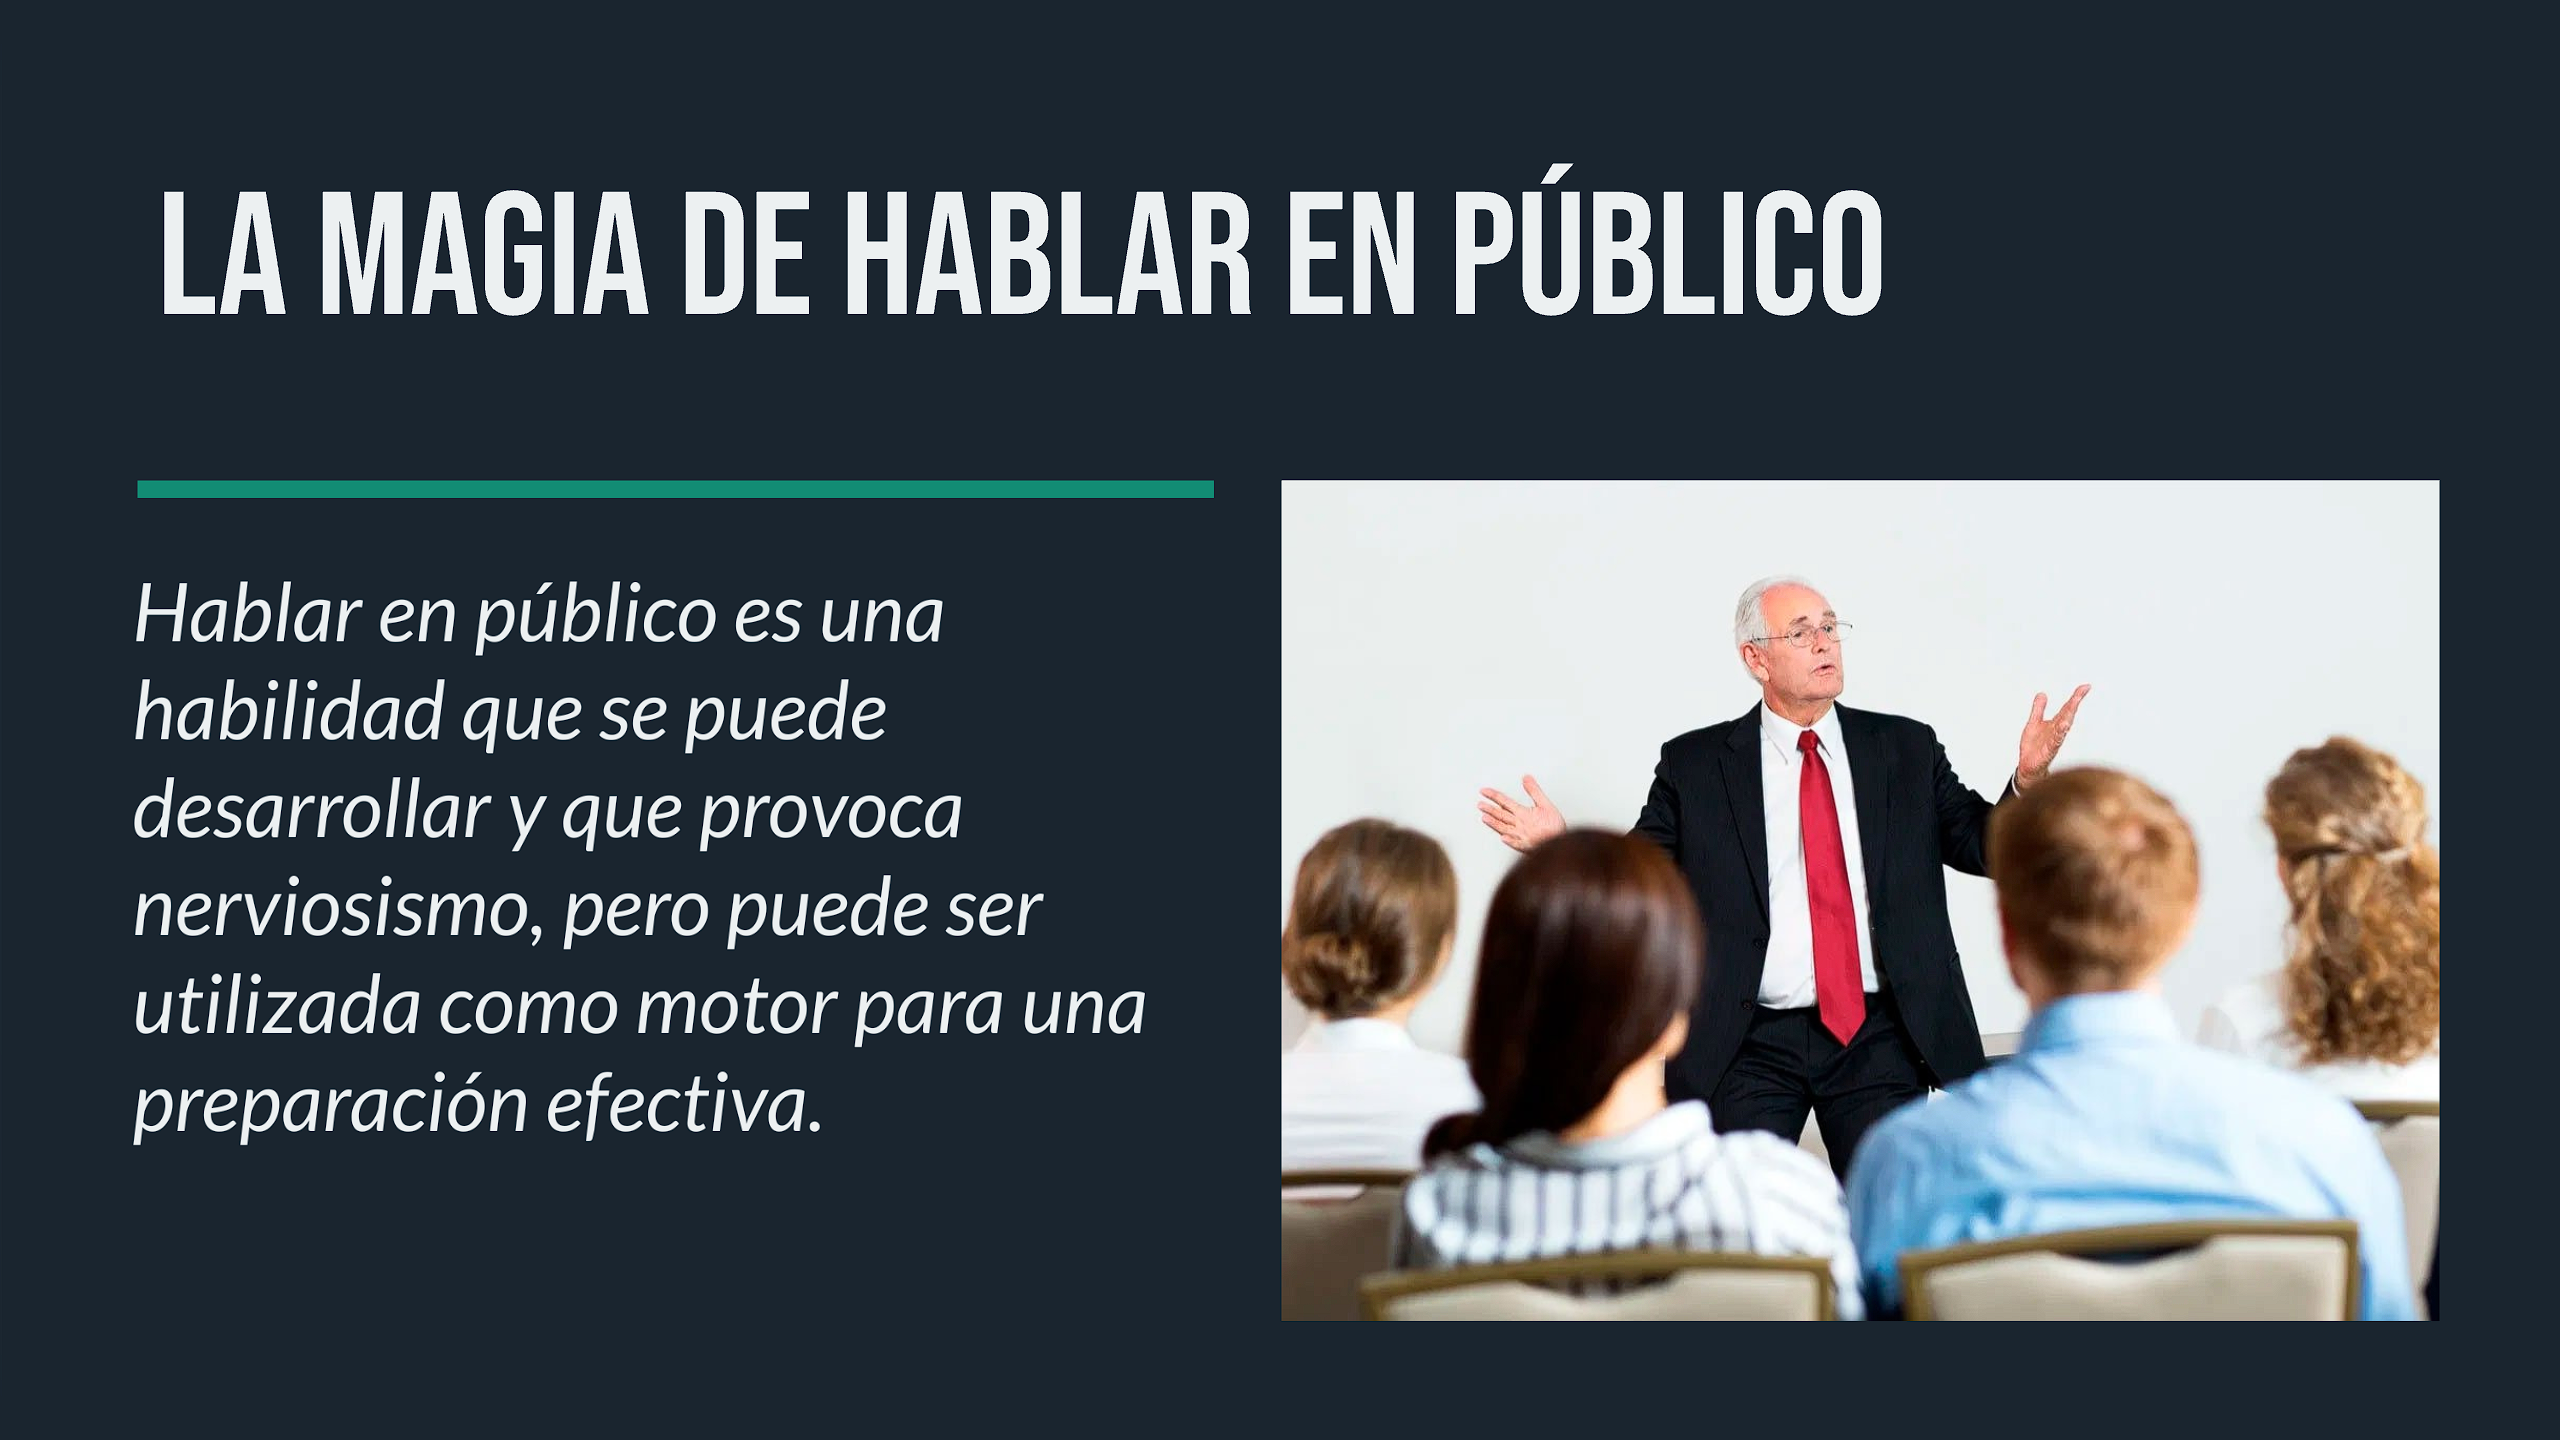 LA MAGIA DE HABLAR EN PÚBLICO
Hablar en público es una
habilidad que se puede
desarrollar y que provoca
nerviosismo, pero puede ser
utilizada como motor para una
preparación efectiva.